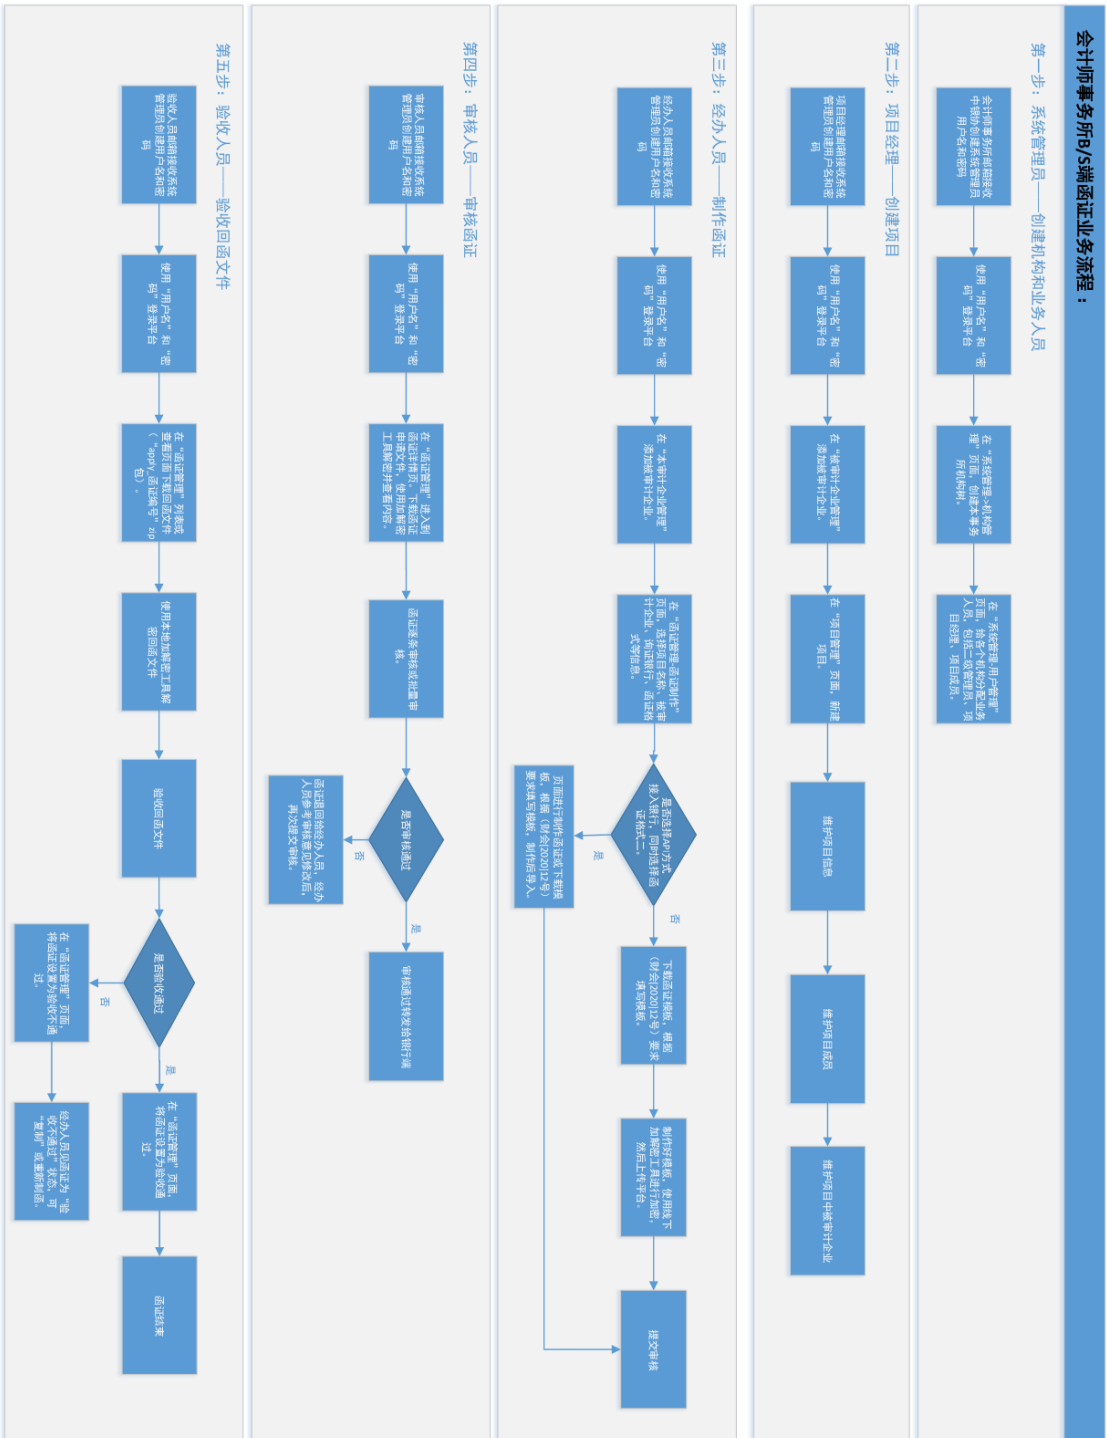 会计师事务所B/S端函证业务流程：
第一步：系统管理员——创建机构和业务人员
会计师事务所邮箱接收
中银协创建系统管理员
用户名和密码
使用“用户名”和“密
码”登录平台
在“系统管理->机构管
理”页面，创建本事务
所机构树。
在“系统管理-用户管理”
页面，给各个机构分配业务
人员，包括二级管理员、项
目经理、项目成员。
第二步：项目经理——创建项目
项目经理邮箱接收系统
管理员创建用户名和密
码
使用“用户名”和“密
码”登录平台
在“被审计企业管理”
添加被审计企业。
在“项目管理”页面，新建
项目。
维护项目信息
维护项目成员
维护项目中被审计企业
第三步：经办人员——制作函证
经办人员邮箱接收系统
管理员创建用户名和密
码
使用“用户名”和“密
码”登录平台
在“本审计企业管理”
添加被审计企业。
在“函证管理-函证制作”
页面，选择项目名称、被审
计企业、询证银行、函证格
式等信息。
是否选择API方式
接入银行，同时选择函
证格式二。
是
页面进行制作函证或下载模
板，根据（财会[2020]12号）
要求填写模板，制作后导入。
否
下载函证模板，根据
（财会[2020]12号）要求
填写模板。
制作好模板，使用线下
加解密工具进行加密，
然后上传平台。
提交审核
第四步：审核人员——审核函证
审核人员邮箱接收系统
管理员创建用户名和密
码
使用“用户名”和“密
码”登录平台
在“函证管理”进入到
函证详情页，下载函证
申请文件，使用加解密
工具解密并查看内容。
函证逐条审核或批量审
核。
是否审核通过
否
函证退回给经办人员，经办
人员参考审核意见修改后，
再次提交审核。
是
审核通过转发给银行端
第五步：验收人员——验收回函文件
验收人员邮箱接收系统
管理员创建用户名和密
码
使用“用户名”和“密
码”登录平台
在“函证管理”列表或
查看页面下载回函文件
（“apply_函证编号”zip
包）。
使用本地加解密工具解
密回函文件
验收回函文件
是否验收通过
否
在“函证管理”页面，
将函证设置为验收不通
过。
经办人员见函证为“验
收不通过”状态，可
“复制”或重新制函。
是
在“函证管理”页面，
将函证设置为验收通
过。
函证结束